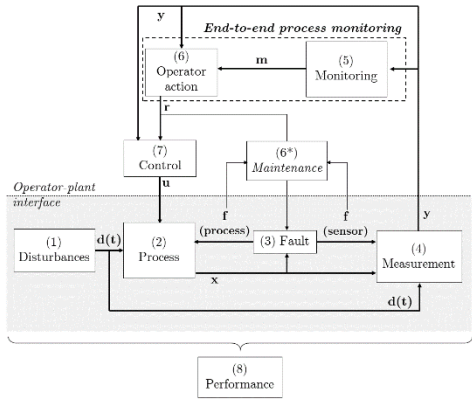 y
End-to-end process monitoring
(6)
Operator
action
m
(5)
Monitoring
r
(7)
Control
(6*)
Maintenance
u
Operator-plant
interface
f
f
y
(1)
Disturbances
d(t)
(2)
Process
(process)
(3) Fault
(sensor)
(4)
Measurement
x
d(t)
(8)
Performance